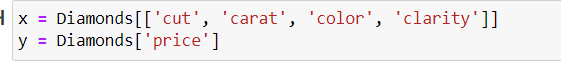 x = Diamonds[['cut', 'carat', 'color', 'clarity']]
y = Diamonds['price']